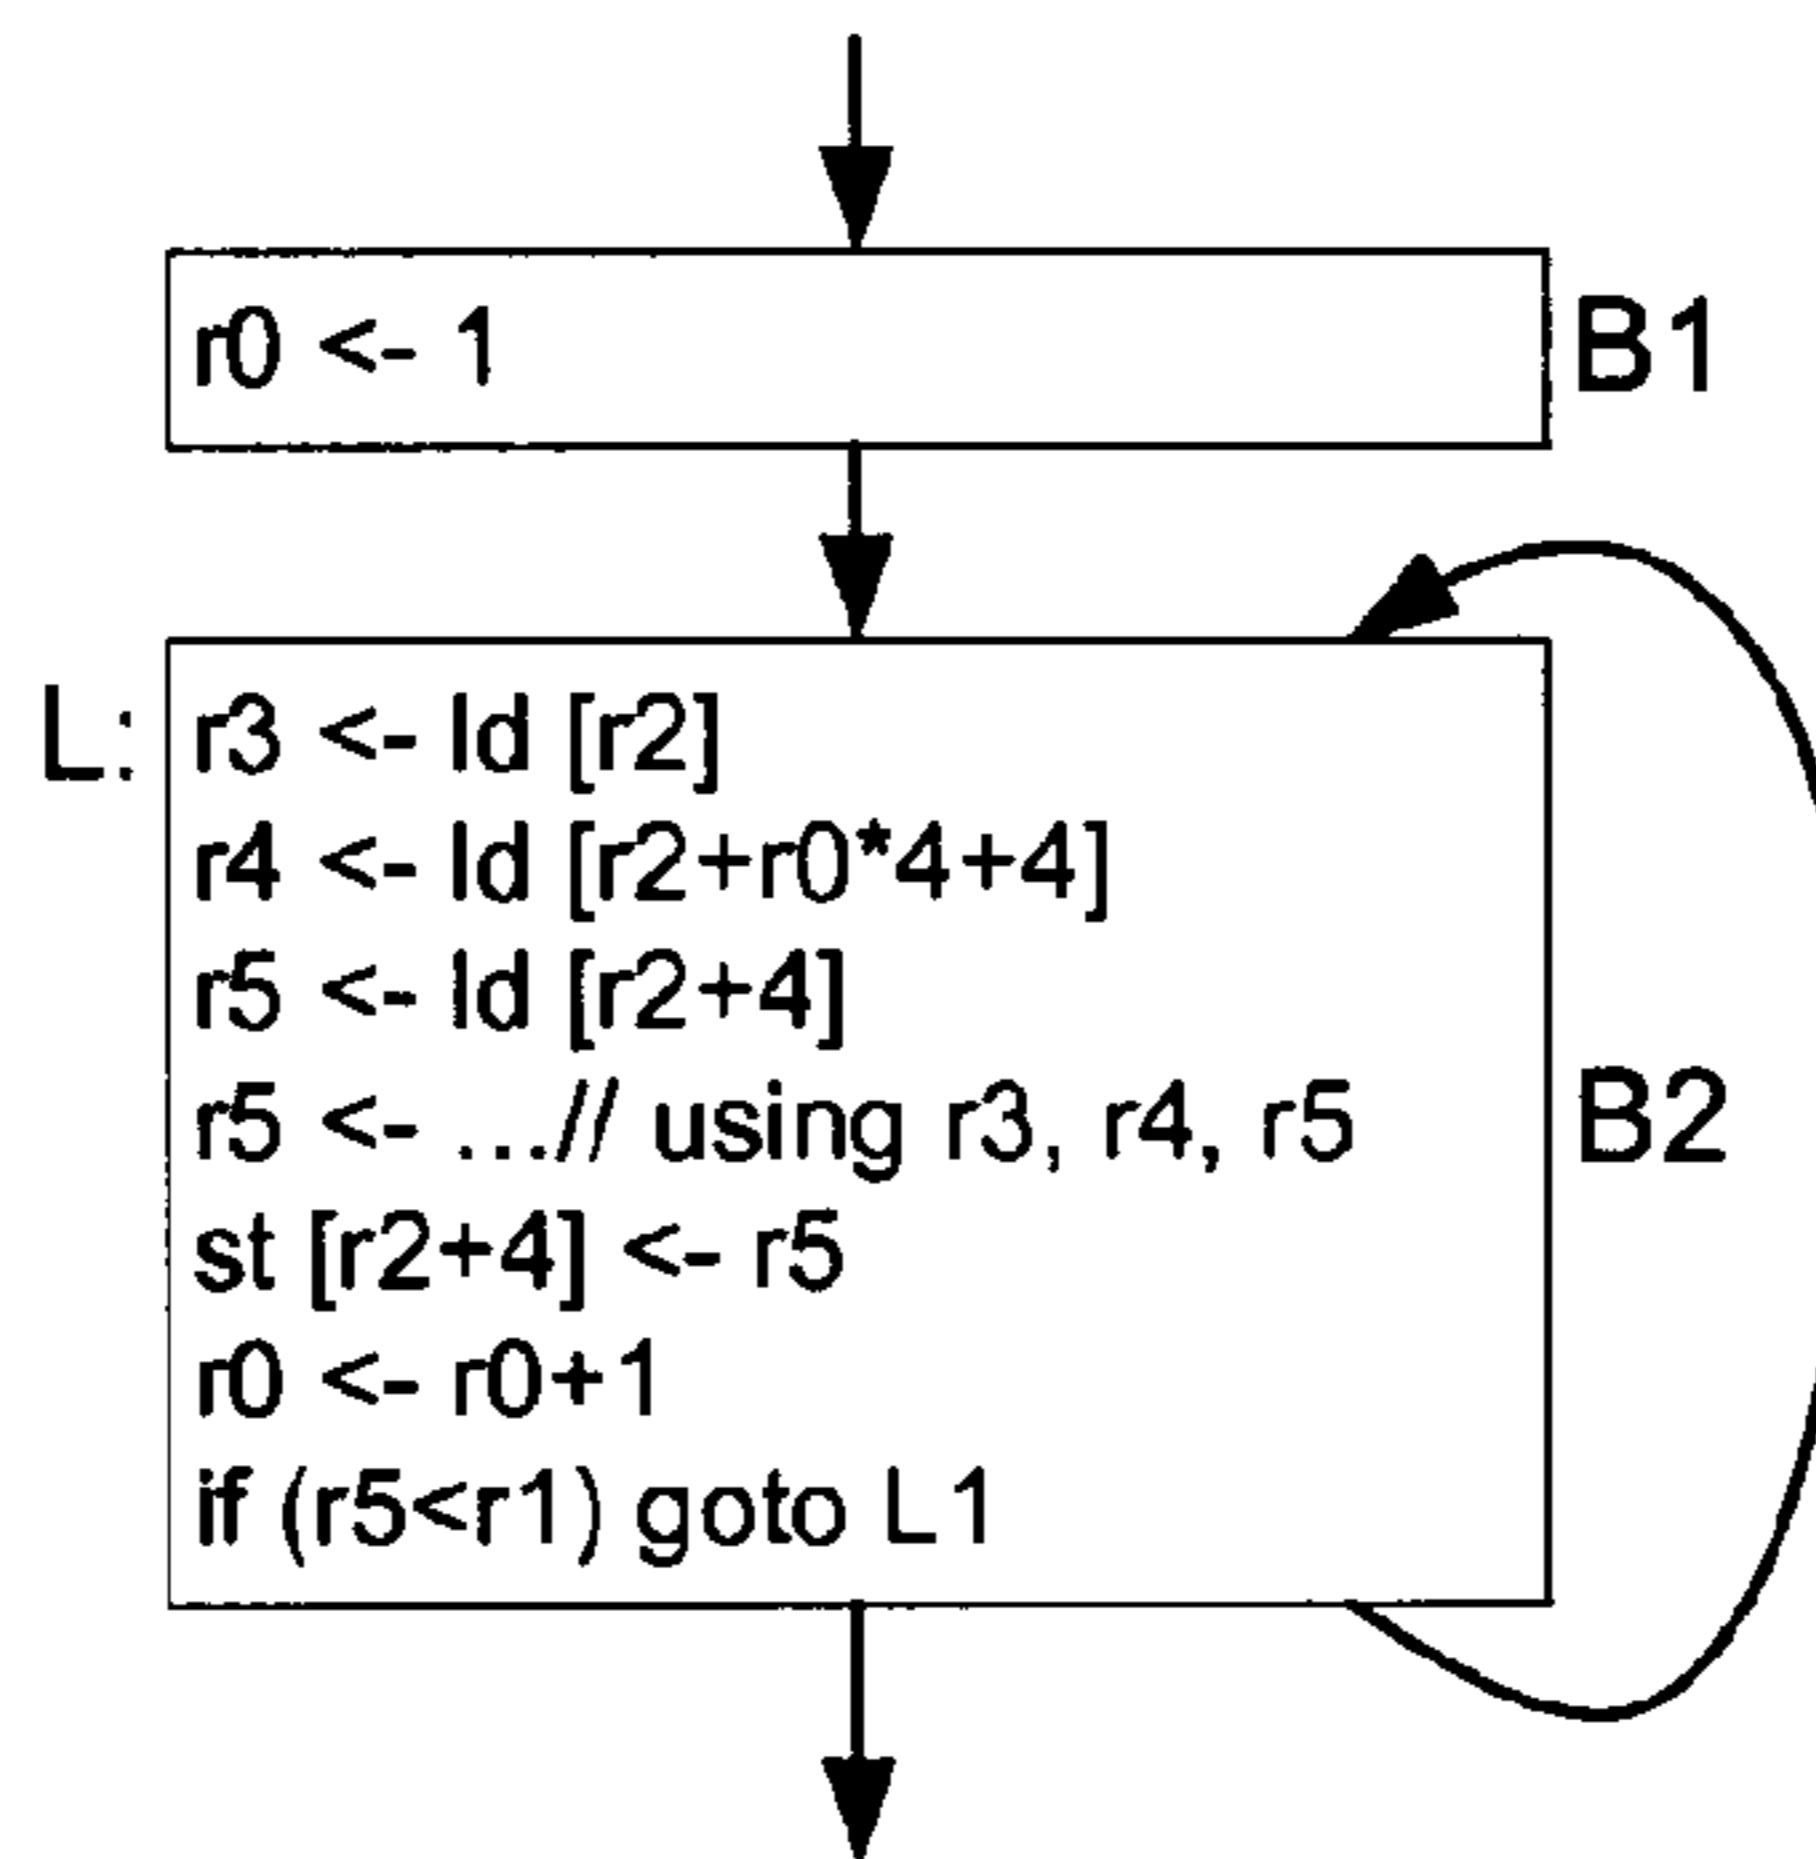 r0 <- 1
B1
L:
r3 <- ld [r2]
r4 <- ld [r2+r0*4+4]
r5 <- ld [r2+4]
r5 <- ...// using r3, r4, r5
B2
st [r2+4] <- r5
r0 <- r0+1
if (r5<r1) goto L1